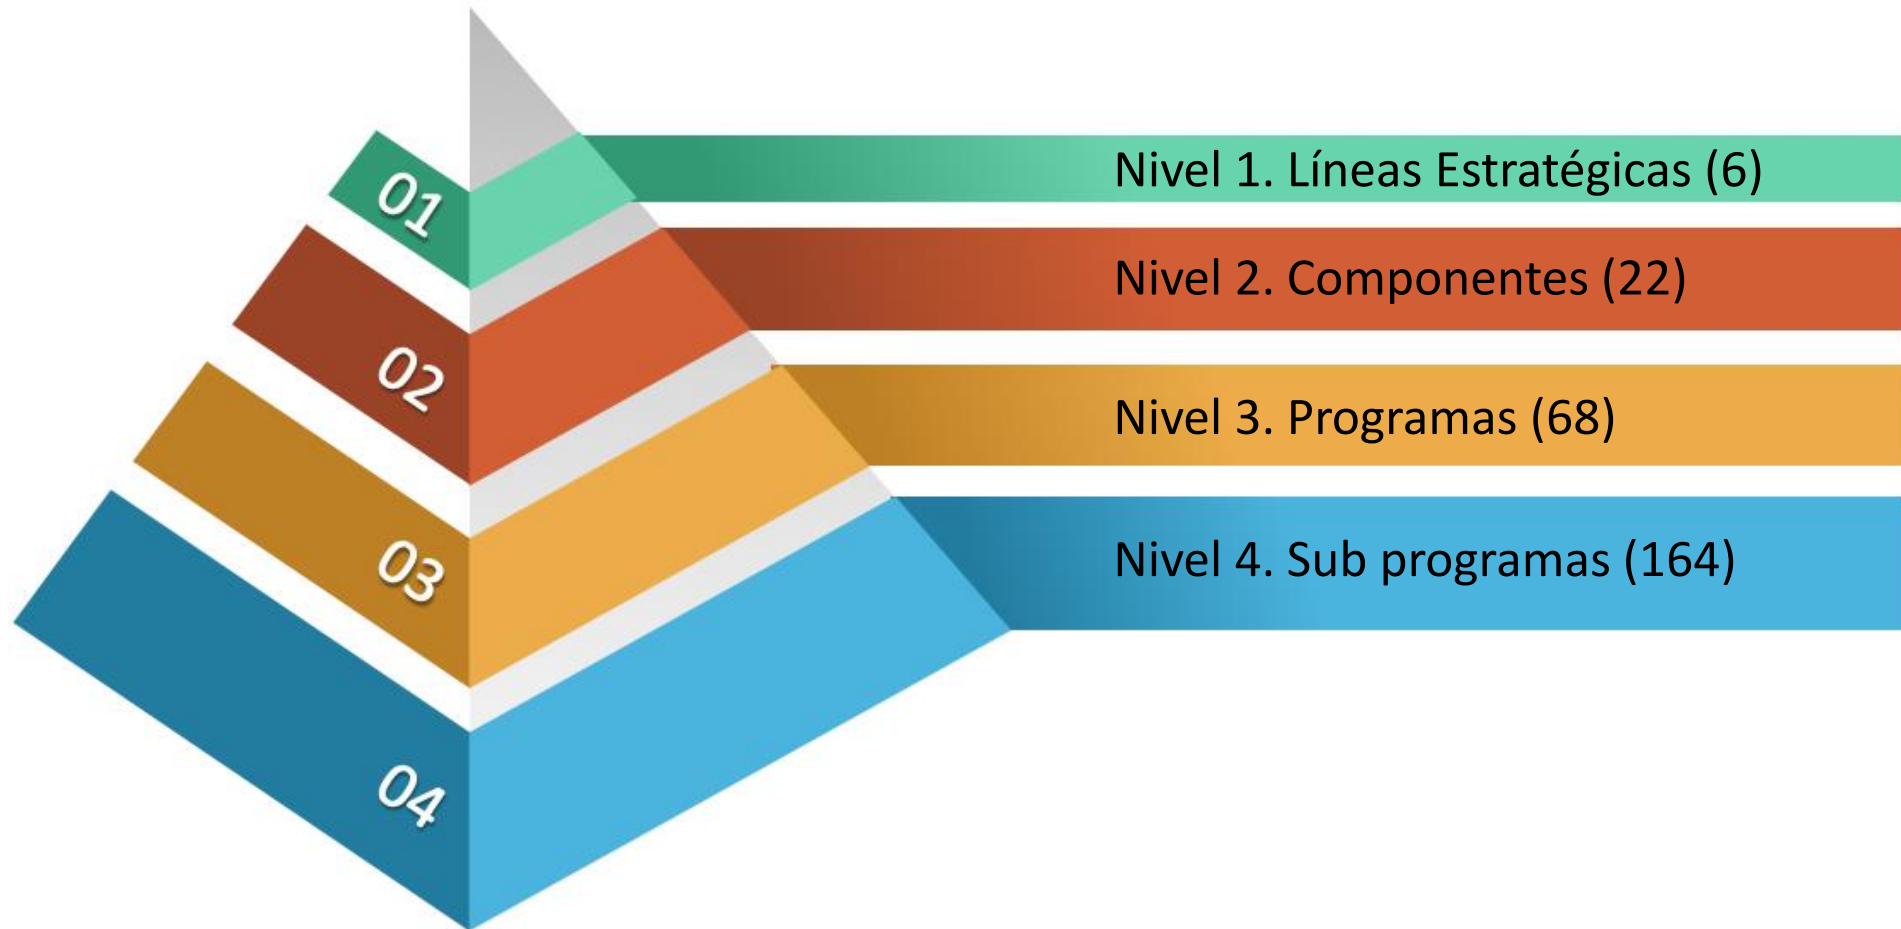 01
Nivel 1. Líneas Estratégicas (6)
02
Nivel 2. Componentes (22)
03
Nivel 3. Programas (68)
04
Nivel 4. Sub programas (164)